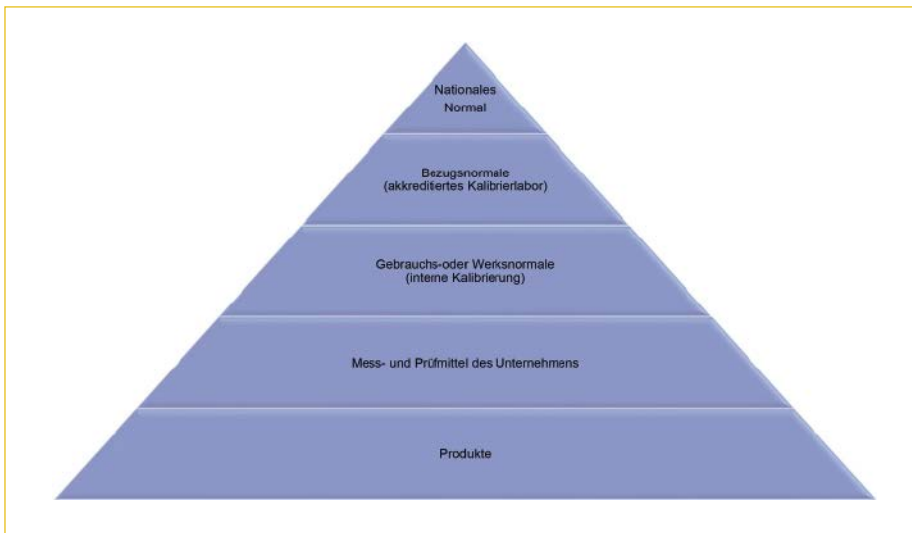 Nationales
Normal
Bezugsnormale
(akkreditiertes Kalibrierlabor)
Gebrauchs-oder Werksnormale
(interne Kalibrierung)
Mess- und Prüfmittel des Unternehmens
Produkte